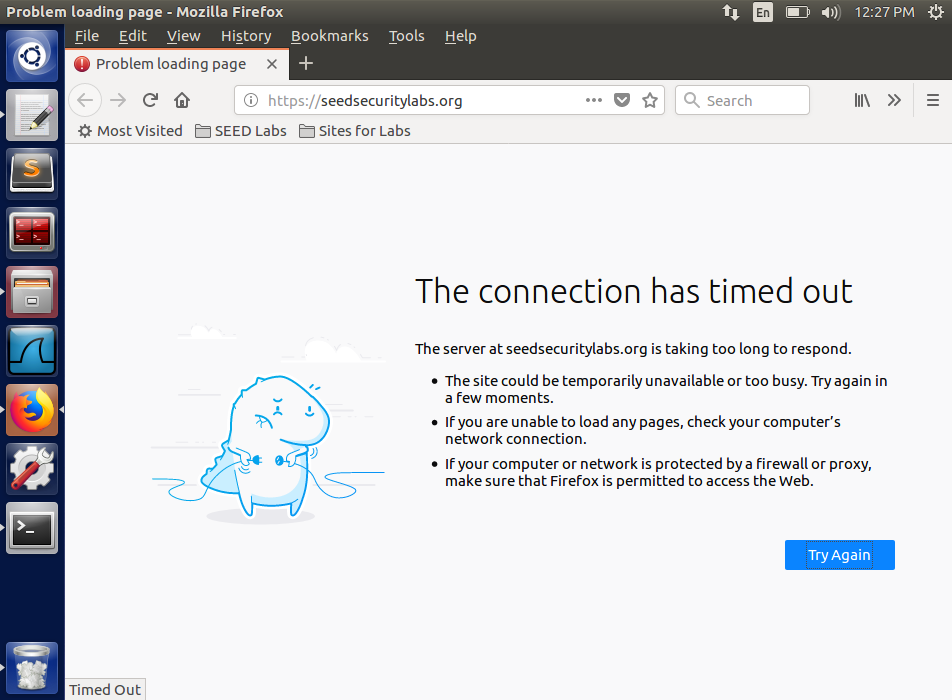 Problem loading page - Mozilla Firefox
En
12:27 PM
File Edit View History Bookmarks Tools Help
Problem loading page
https://seedsecuritylabs.org
Search
Most Visited SEED Labs Sites for Labs
The connection has timed out
The server at seedsecuritylabs.org is taking too long to respond.
The site could be temporarily unavailable or too busy. Try again in
a few moments.
If you are unable to load any pages, check your computer’s
network connection.
If your computer or network is protected by a firewall or proxy,
make sure that Firefox is permitted to access the Web.
Try Again
Timed Out